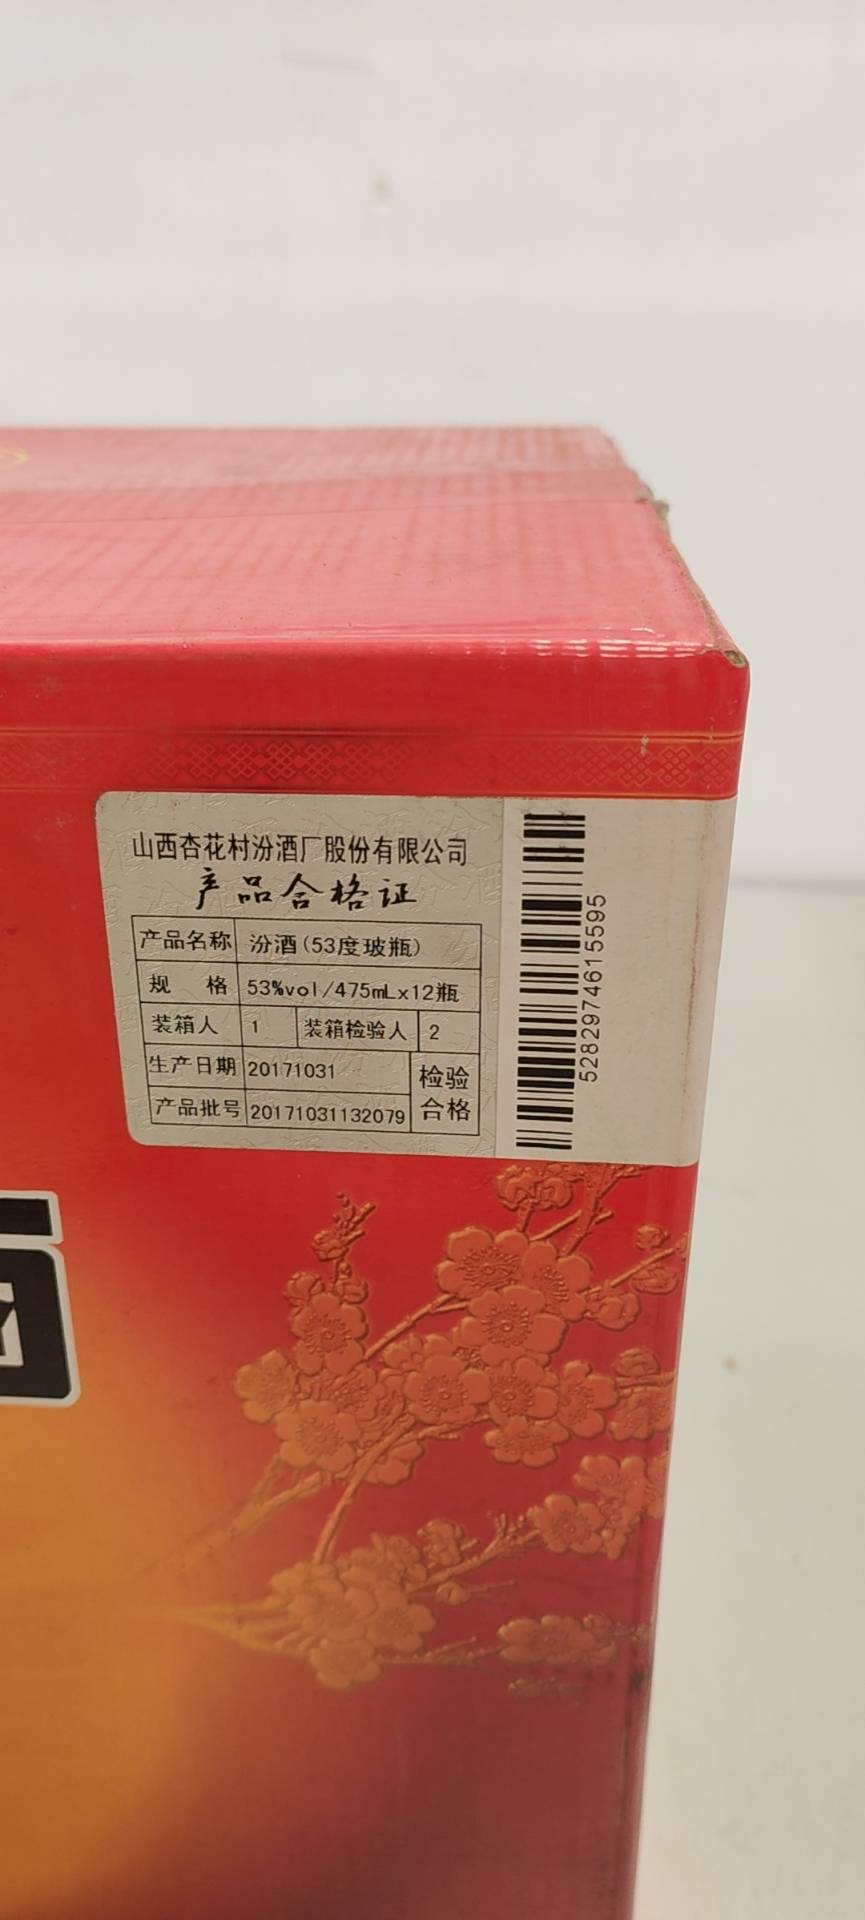 山西杏花村汾酒厂股份有限公司
产品合格证
产品名称 汾酒(53度玻瓶)
规 格 53%vol/475mLx12瓶
装箱人 1 装箱检验人 2
生产日期 20171031 检验
产品批号 20171031132079 合格
52829746​15595